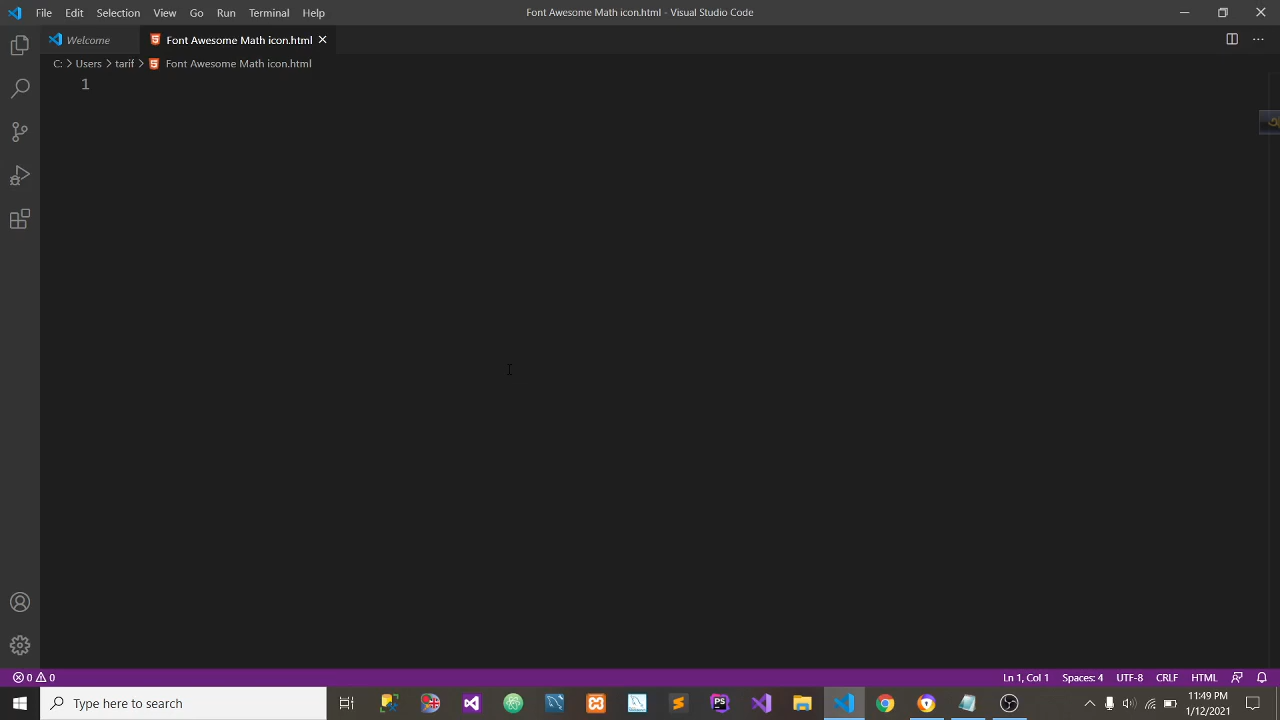 File Edit Selection View Go Run Terminal Help
Font Awesome Math icon.html - Visual Studio Code
Welcome
Font Awesome Math icon.html
C: > Users > tarif > Font Awesome Math icon.html
1
0 0
Ln 1, Col 1 Spaces: 4 UTF-8 CRLF HTML
Type here to search
PS
11:49 PM
1/12/2021